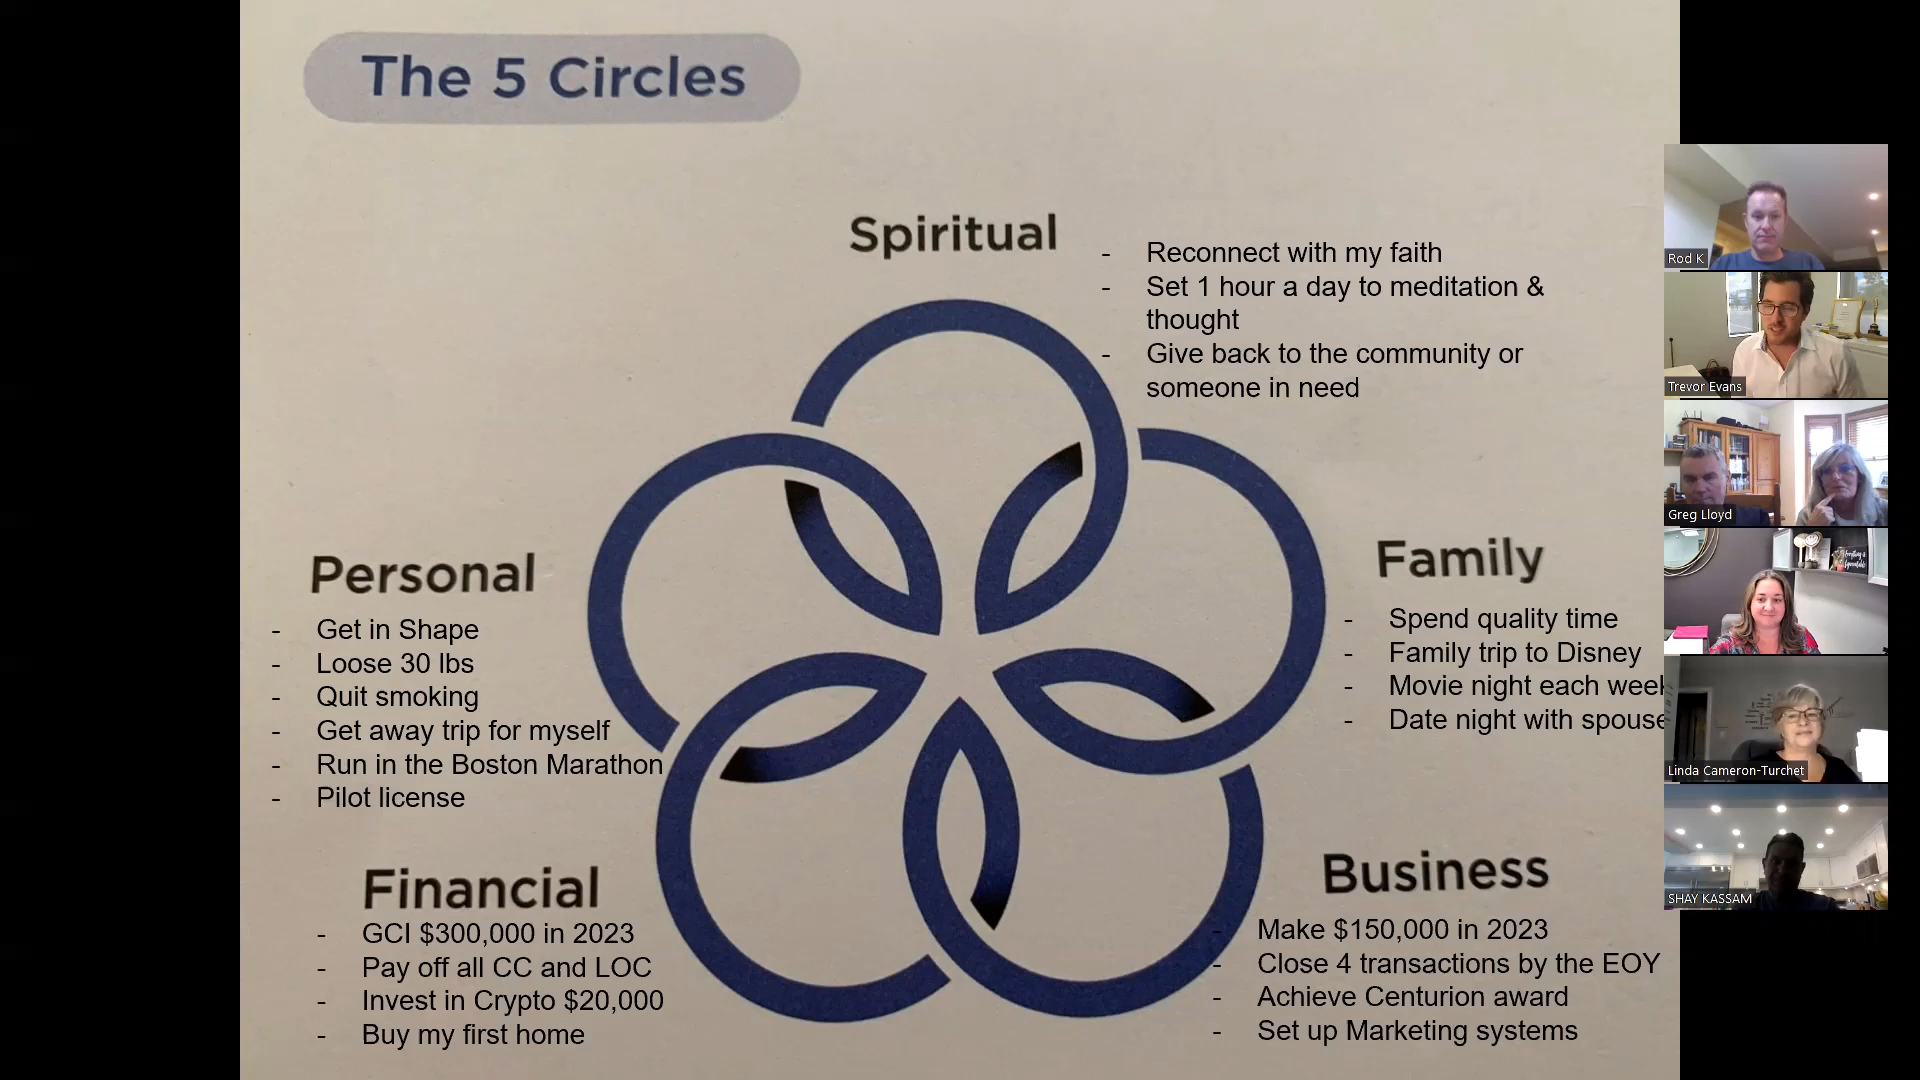 The 5 Circles
Spiritual
- Reconnect with my faith
- Set 1 hour a day to meditation &
thought
- Give back to the community or
someone in need
Personal
- Get in Shape
- Loose 30 lbs
- Quit smoking
- Get away trip for myself
- Run in the Boston Marathon
- Pilot license
Family
- Spend quality time
- Family trip to Disney
- Movie night each week
- Date night with spouse
Financial
- GCI $300,000 in 2023
- Pay off all CC and LOC
- Invest in Crypto $20,000
- Buy my first home
Business
- Make $150,000 in 2023
- Close 4 transactions by the EOY
- Achieve Centurion award
- Set up Marketing systems
Rod K
Trevor Evans
Greg Lloyd
Linda Cameron-Turchet
SHAY KASSAM